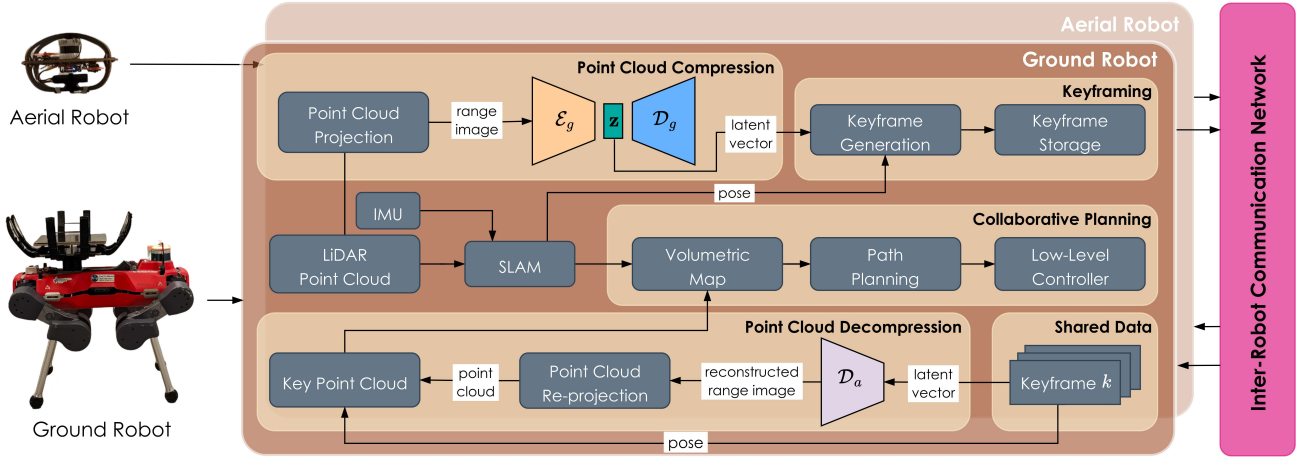 Aerial Robot
Ground Robot
Aerial Robot
Ground Robot
Point Cloud Compression
Point Cloud
Projection
range
image
ℰg
z
𝒟g
latent
vector
Keyframing
Keyframe
Generation
Keyframe
Storage
pose
IMU
LiDAR
Point Cloud
SLAM
Collaborative Planning
Volumetric
Map
Path
Planning
Low-Level
Controller
Point Cloud Decompression
Key Point Cloud
point
cloud
Point Cloud
Re-projection
reconstructed
range image
𝒟a
latent
vector
Shared Data
Keyframe k
pose
Inter-Robot Communication Network